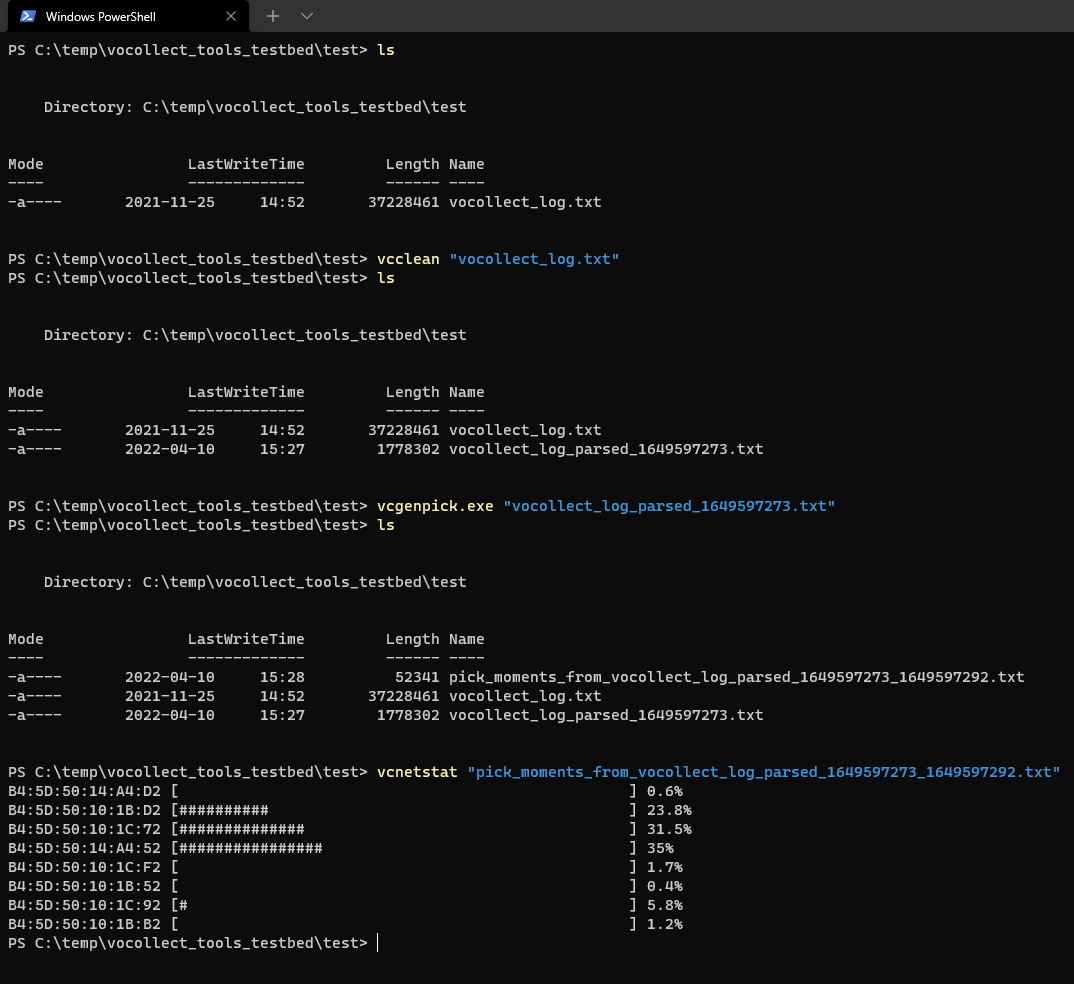 Windows PowerShell
PS C:\temp\vocollect_tools_testbed\test> ls
Directory: C:\temp\vocollect_tools_testbed\test
Mode LastWriteTime Length Name
---- ------------- ------ ----
-a---- 2021-11-25 14:52 37228461 vocollect_log.txt
PS C:\temp\vocollect_tools_testbed\test> vcclean "vocollect_log.txt"
PS C:\temp\vocollect_tools_testbed\test> ls
Directory: C:\temp\vocollect_tools_testbed\test
Mode LastWriteTime Length Name
---- ------------- ------ ----
-a---- 2021-11-25 14:52 37228461 vocollect_log.txt
-a---- 2022-04-10 15:27 1778302 vocollect_log_parsed_1649597273.txt
PS C:\temp\vocollect_tools_testbed\test> vcgenpick.exe "vocollect_log_parsed_1649597273.txt"
PS C:\temp\vocollect_tools_testbed\test> ls
Directory: C:\temp\vocollect_tools_testbed\test
Mode LastWriteTime Length Name
---- ------------- ------ ----
-a---- 2022-04-10 15:28 52341 pick_moments_from_vocollect_log_parsed_1649597273_1649597292.txt
-a---- 2021-11-25 14:52 37228461 vocollect_log.txt
-a---- 2022-04-10 15:27 1778302 vocollect_log_parsed_1649597273.txt
PS C:\temp\vocollect_tools_testbed\test> vcnetstat "pick_moments_from_vocollect_log_parsed_1649597273_1649597292.txt"
B4:5D:50:14:A4:D2 [ ] 0.6%
B4:5D:50:10:1B:D2 [########## ] 23.8%
B4:5D:50:10:1C:72 [############## ] 31.5%
B4:5D:50:14:A4:52 [################ ] 35%
B4:5D:50:10:1C:F2 [ ] 1.7%
B4:5D:50:10:1B:52 [ ] 0.4%
B4:5D:50:10:1C:92 [# ] 5.8%
B4:5D:50:10:1B:B2 [ ] 1.2%
PS C:\temp\vocollect_tools_testbed\test>